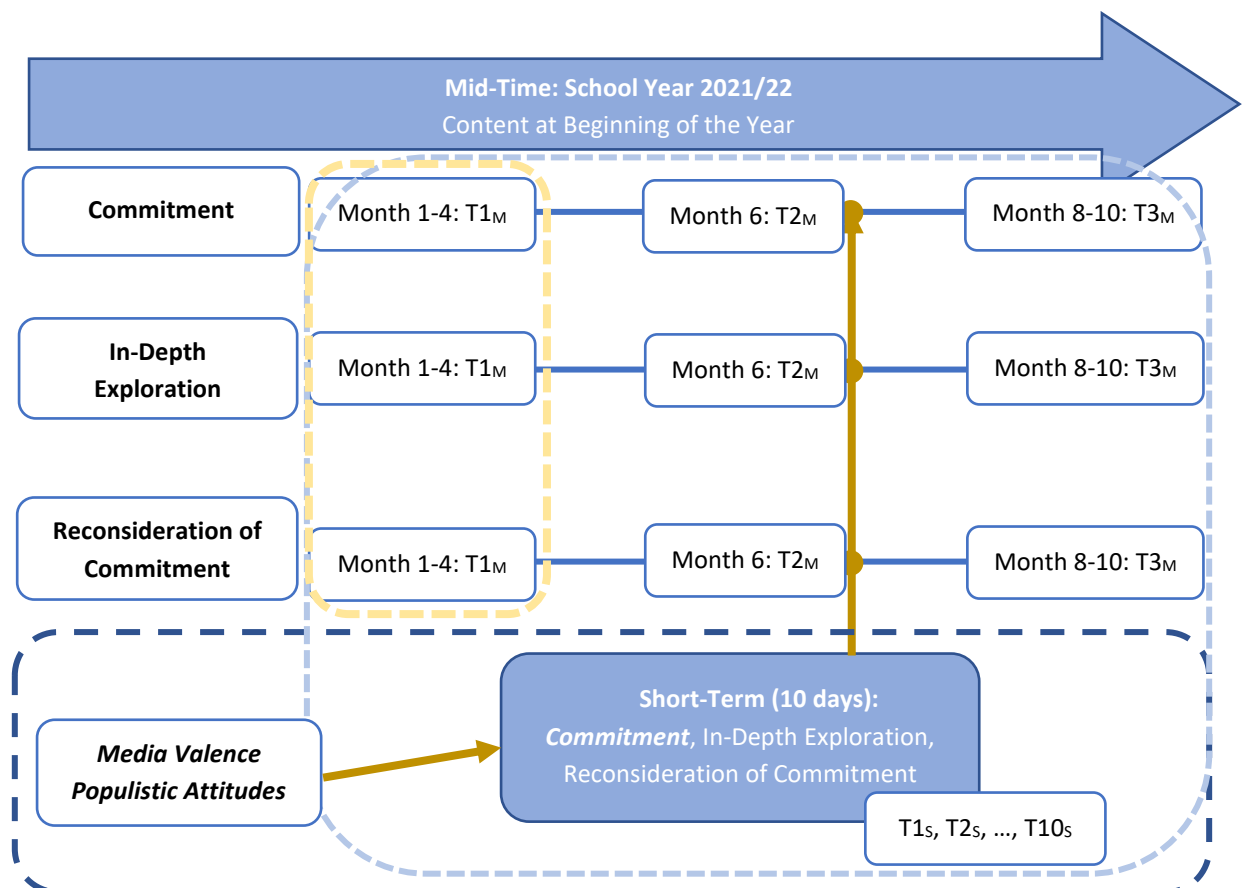 Mid-Time: School Year 2021/22
Content at Beginning of the Year
Commitment
Month 1-4: T1M
Month 6: T2M
Month 8-10: T3M
In-Depth
Exploration
Month 1-4: T1M
Month 6: T2M
Month 8-10: T3M
Reconsideration of
Commitment
Month 1-4: T1M
Month 6: T2M
Month 8-10: T3M
Short-Term (10 days):
Commitment, In-Depth Exploration,
Reconsideration of Commitment
Media Valence
Populistic Attitudes
T1S, T2S, ..., T10S